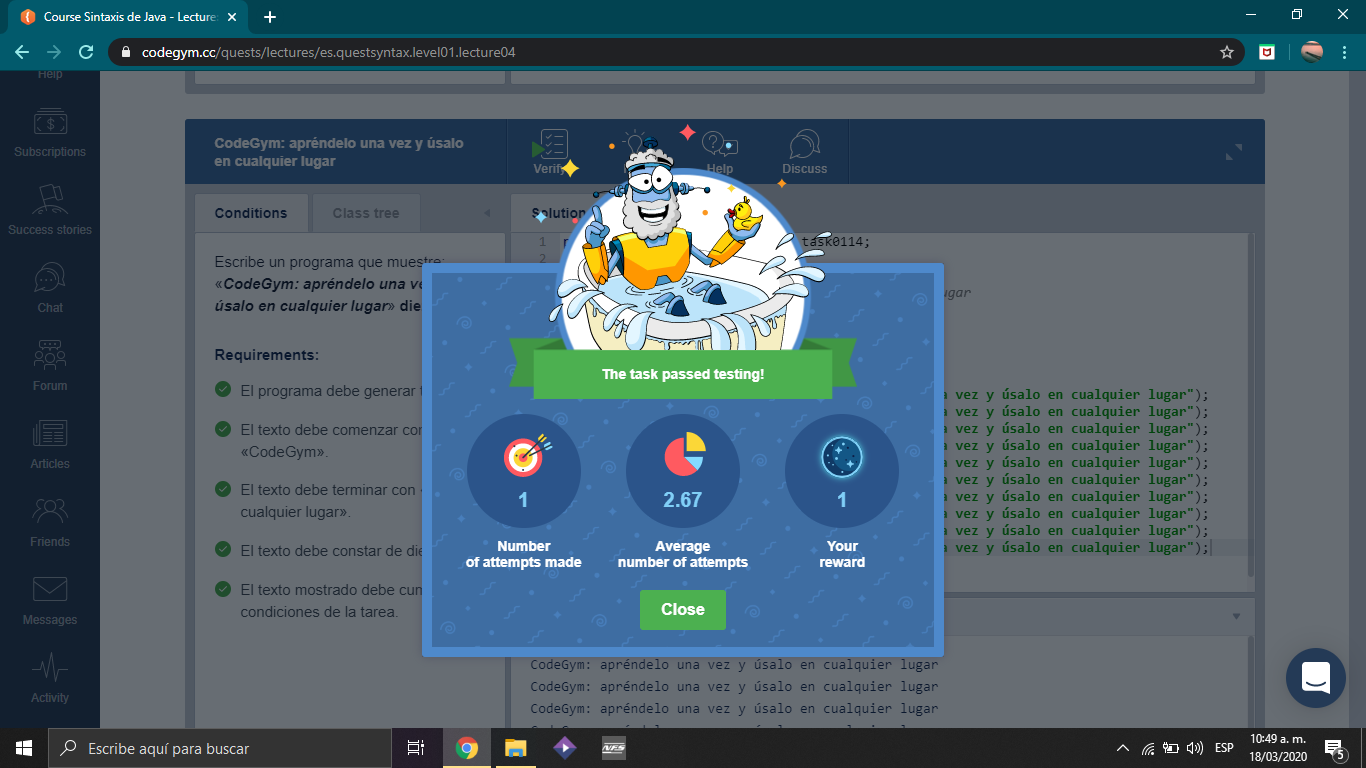 Course Sintaxis de Java - Lecture:
codegym.cc/quests/lectures/es.questsyntax.level01.lecture04
Help
Subscriptions
Success stories
Chat
Forum
Articles
Friends
Messages
Activity
CodeGym: apréndelo una vez y úsalo
en cualquier lugar
Verify
Help
Discuss
Conditions
Class tree
Solution
Escribe un programa que muestre:
«CodeGym: apréndelo una
úsalo en cualquier lugar»
Requirements:
El programa debe generar
El texto debe comenzar con
«CodeGym».
El texto debe terminar con
cualquier lugar».
El texto debe constar de
El texto mostrado debe
condiciones de la tarea.
1
task0114;
2
vez y úsalo en cualquier lugar");
vez y úsalo en cualquier lugar");
vez y úsalo en cualquier lugar");
vez y úsalo en cualquier lugar");
vez y úsalo en cualquier lugar");
vez y úsalo en cualquier lugar");
vez y úsalo en cualquier lugar");
vez y úsalo en cualquier lugar");
vez y úsalo en cualquier lugar");
vez y úsalo en cualquier lugar");
The task passed testing!
1
Number
of attempts made
2.67
Average
number of attempts
1
Your
reward
Close
CodeGym: apréndelo una vez y úsalo en cualquier lugar
CodeGym: apréndelo una vez y úsalo en cualquier lugar
CodeGym: apréndelo una vez y úsalo en cualquier lugar
Escribe aquí para buscar
NFS
ESP
10:49 a. m.
18/03/2020
5